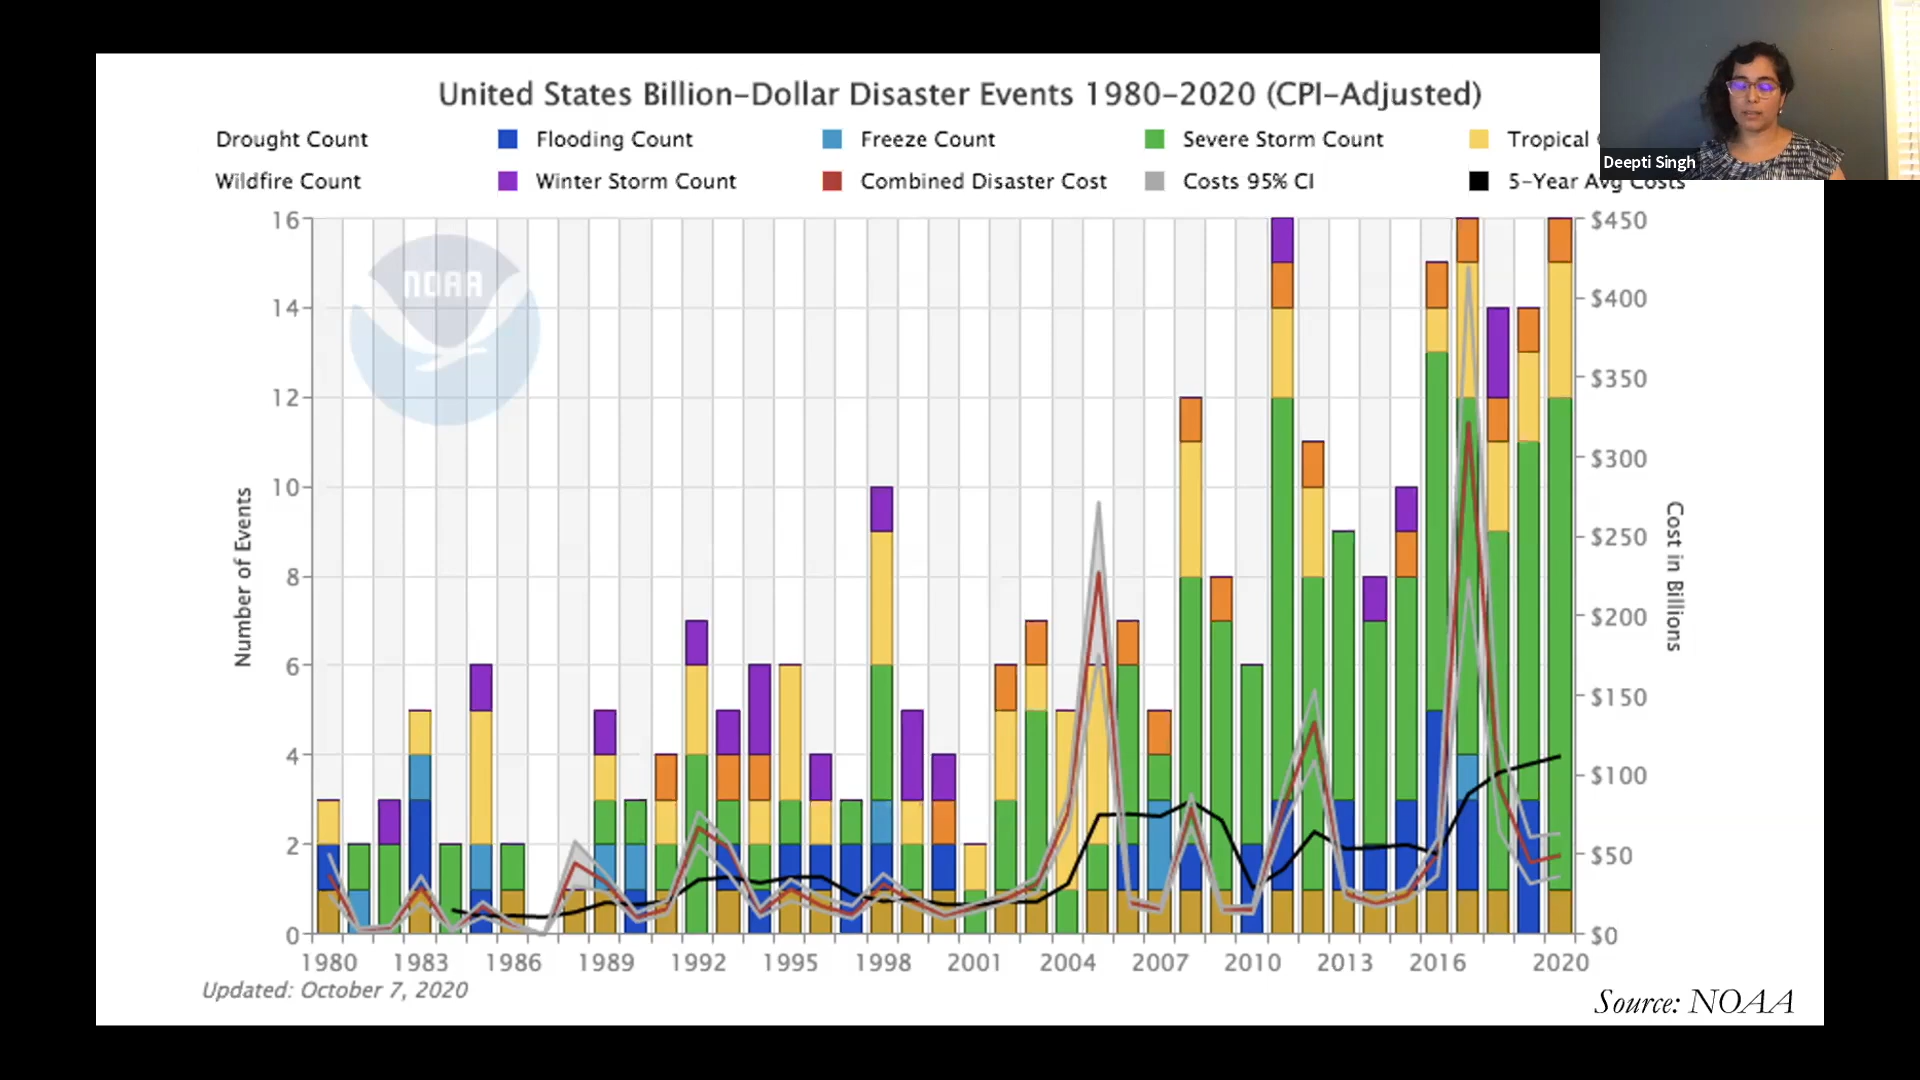 United States Billion-Dollar Disaster Events 1980-2020 (CPI-Adjusted)
Drought Count Flooding Count Freeze Count Severe Storm Count Tropical
Wildfire Count Winter Storm Count Combined Disaster Cost Costs 95% CI 5-Year Avg Costs
Deepti Singh
NOAA
16 $450
14 $400
12 $350
10 $300
8 $250
6 $200
4 $150
2 $100
0 $50
$0
Number of Events
Cost in Billions
1980 1983 1986 1989 1992 1995 1998 2001 2004 2007 2010 2013 2016 2020
Updated: October 7, 2020
Source: NOAA